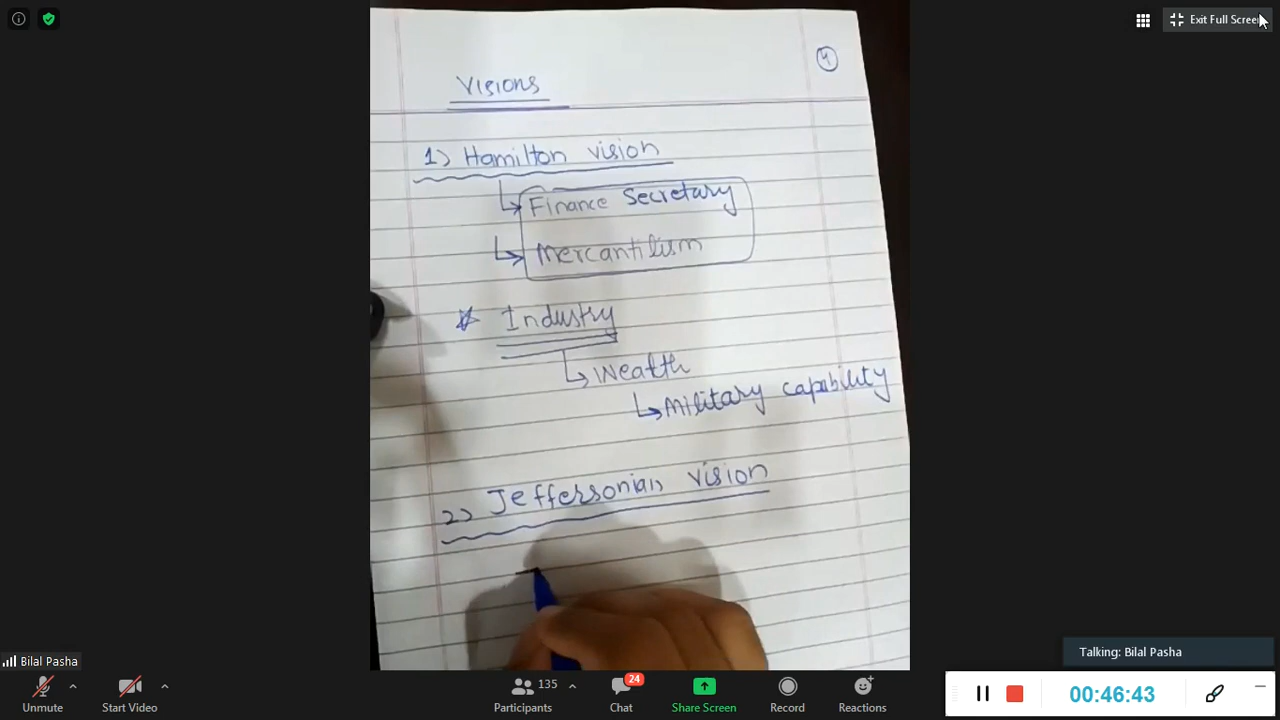 Exit Full Screen
4
Visions
1) Hamilton vision
Finance Secretary
Mercantilism
Industry
Wealth
Military capability
2) Jeffersonian vision
Bilal Pasha
Talking: Bilal Pasha
Unmute
Start Video
135
Participants
24
Chat
Share Screen
Record
Reactions
00:46:43